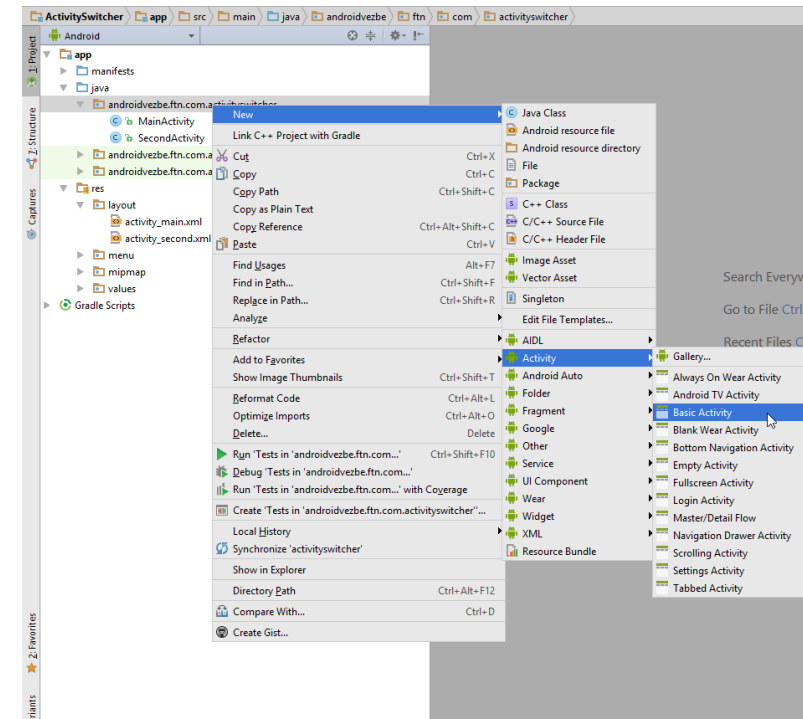 ActivitySwitcher app src main java androidvezbe ftn com activityswitcher
Android
1: Project
Z: Structure
Captures
2: Favorites
riants
app
manifests
java
androidvezbe.ftn.com.activityswitcher
MainActivity
SecondActivity
androidvezbe.ftn.com.a
androidvezbe.ftn.com.a
res
layout
activity_main.xml
activity_second.xml
menu
mipmap
values
Gradle Scripts
New
Link C++ Project with Gradle
Cut Ctrl+X
Copy Ctrl+C
Copy Path Ctrl+Shift+C
Copy as Plain Text
Copy Reference Ctrl+Alt+Shift+C
Paste Ctrl+V
Find Usages Alt+F7
Find in Path... Ctrl+Shift+F
Replace in Path... Ctrl+Shift+R
Analyze
Refactor
Add to Favorites
Show Image Thumbnails Ctrl+Shift+T
Reformat Code Ctrl+Alt+L
Optimize Imports Ctrl+Alt+O
Delete... Delete
Run 'Tests in 'androidvezbe.ftn.com...' Ctrl+Shift+F10
Debug 'Tests in 'androidvezbe.ftn.com...'
Run 'Tests in 'androidvezbe.ftn.com...' with Coverage
Create 'Tests in 'androidvezbe.ftn.com.activityswitcher''...
Local History
Synchronize 'activityswitcher'
Show in Explorer
Directory Path Ctrl+Alt+F12
Compare With... Ctrl+D
Create Gist...
Java Class
Android resource file
Android resource directory
File
Package
S C++ Class
C/C++ Source File
C/C++ Header File
Image Asset
Vector Asset
Singleton
Edit File Templates...
AIDL
Activity
Android Auto
Folder
Fragment
Google
Other
Service
UI Component
Wear
Widget
XML
Resource Bundle
Gallery...
Always On Wear Activity
Android TV Activity
Basic Activity
Blank Wear Activity
Bottom Navigation Activity
Empty Activity
Fullscreen Activity
Login Activity
Master/Detail Flow
Navigation Drawer Activity
Scrolling Activity
Settings Activity
Tabbed Activity
Search Everyw
Go to File Ctrl
Recent Files C